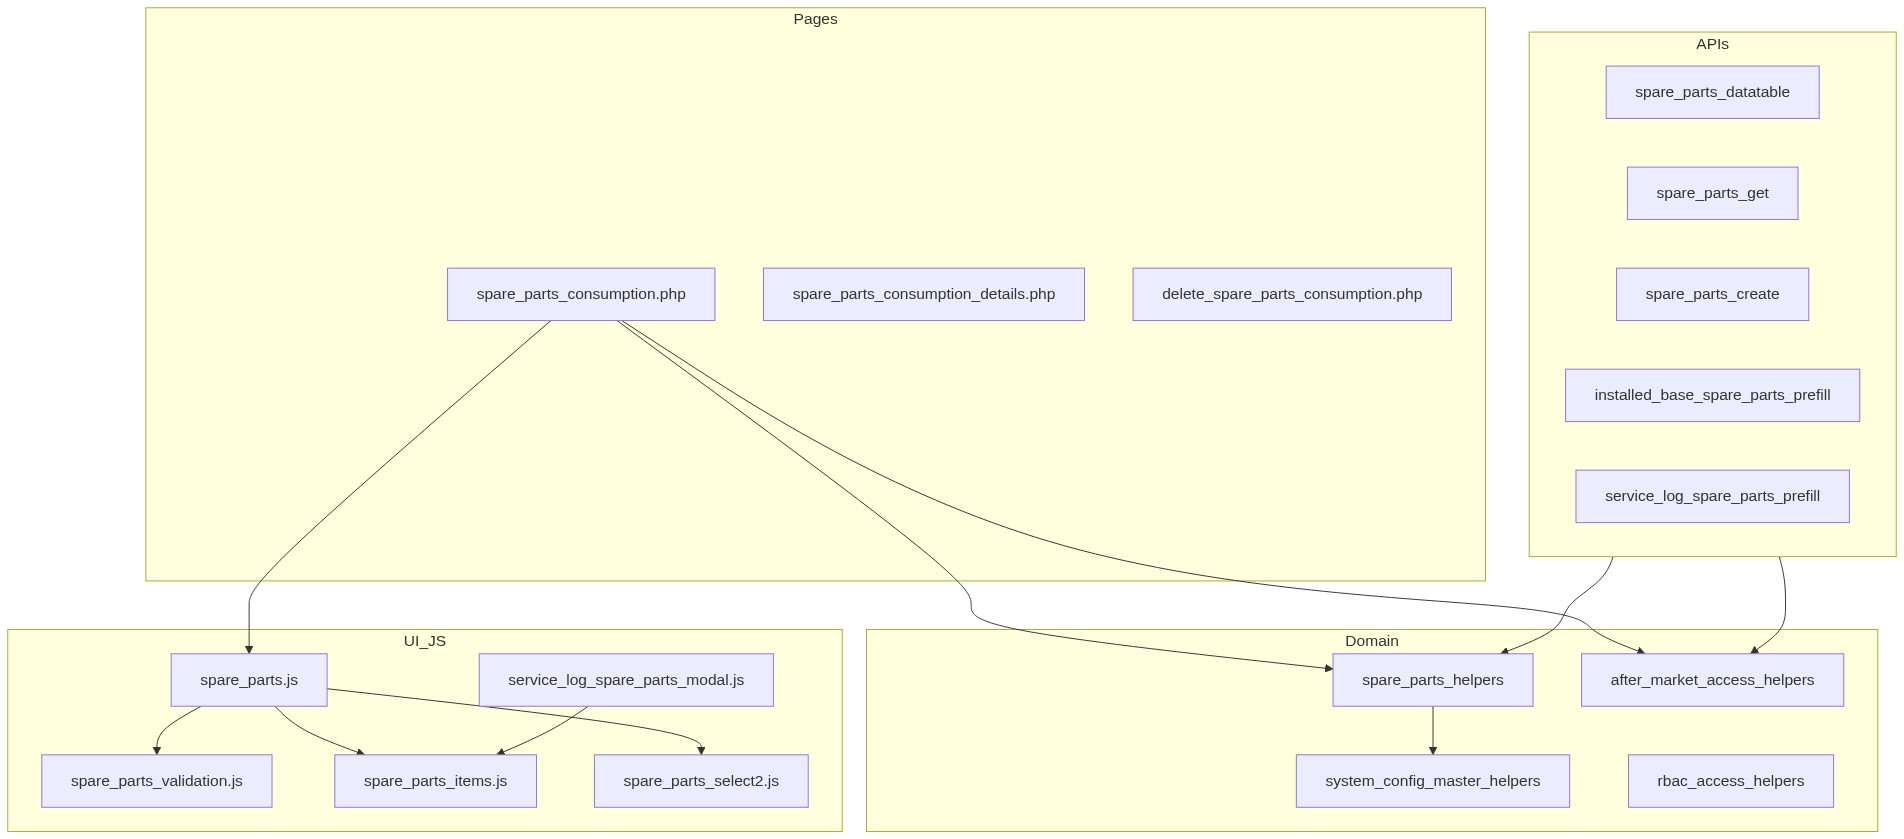 Pages
spare_parts_consumption.php
spare_parts_consumption_details.php
delete_spare_parts_consumption.php
APIs
spare_parts_datatable
spare_parts_get
spare_parts_create
installed_base_spare_parts_prefill
service_log_spare_parts_prefill
UI_JS
spare_parts.js
service_log_spare_parts_modal.js
spare_parts_validation.js
spare_parts_items.js
spare_parts_select2.js
Domain
spare_parts_helpers
after_market_access_helpers
system_config_master_helpers
rbac_access_helpers